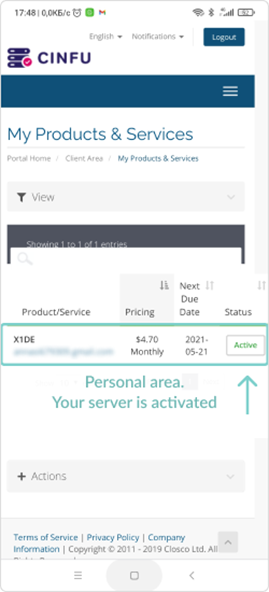 17:48 | 0,0КБ/с
English Notifications Logout
CINFU
My Products & Services
Portal Home / Client Area / My Products & Services
View
Showing 1 to 1 of 1 entries
Product/Service Pricing Next Due Date Status
X1DE $4.70 Monthly 2021-05-21 Active
Personal area.
Your server is activated
+ Actions
Terms of Service | Privacy Policy | Company
Information | Copyright © 2011 - 2019 Closco Ltd. All